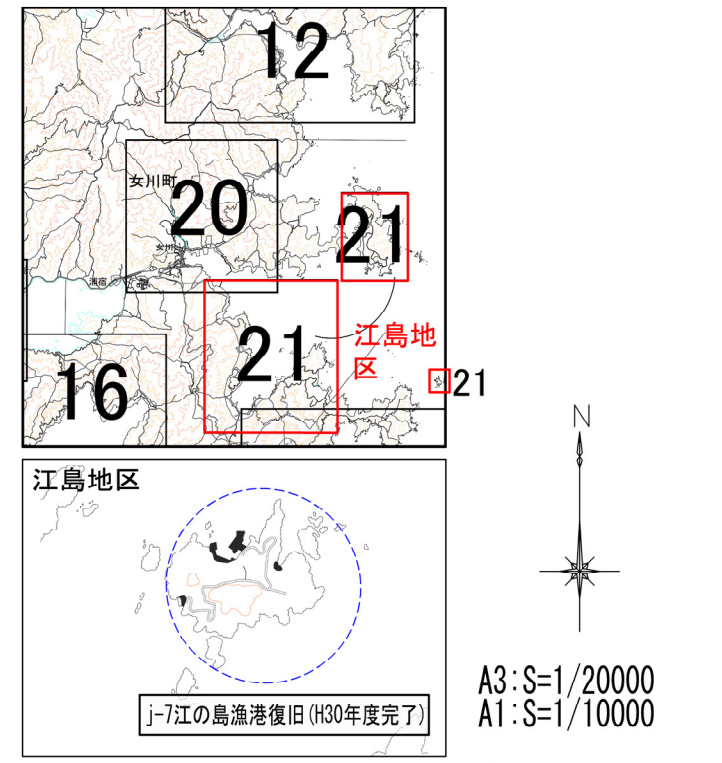 12
女川町
20
21
女川
浦宿
21
江島地
区
16
21
江島地区
j-7江の島漁港復旧(H30年度完了)
N
A3:S=1/20000
A1:S=1/10000